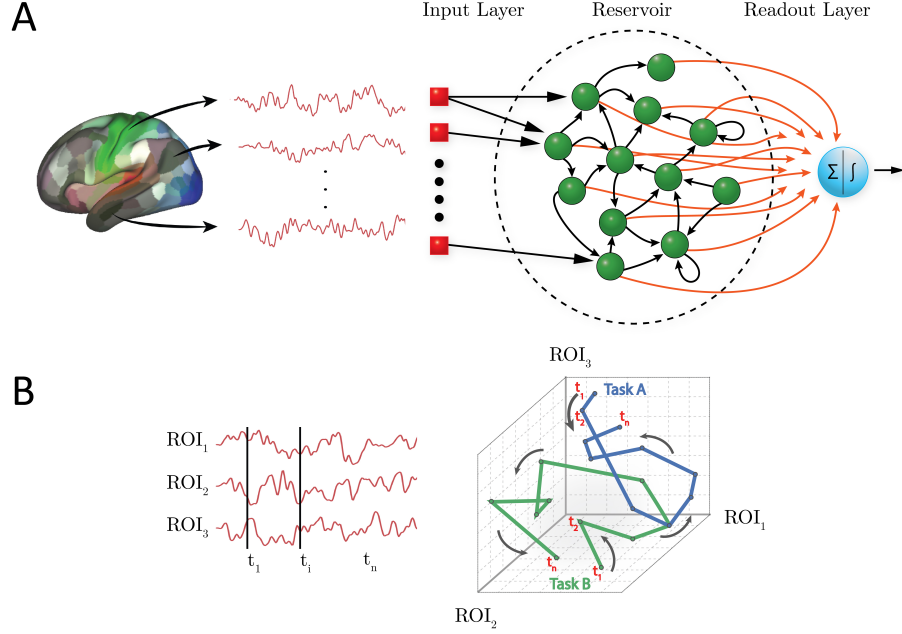 A
Input Layer
Reservoir
Readout Layer
Σ ∫
B
ROI₁
ROI₂
ROI₃
t₁
tᵢ
tₙ
ROI₃
t₁
Task A
t₂
tₙ
ROI₁
t₂
tₙ
t₁
Task B
ROI₂